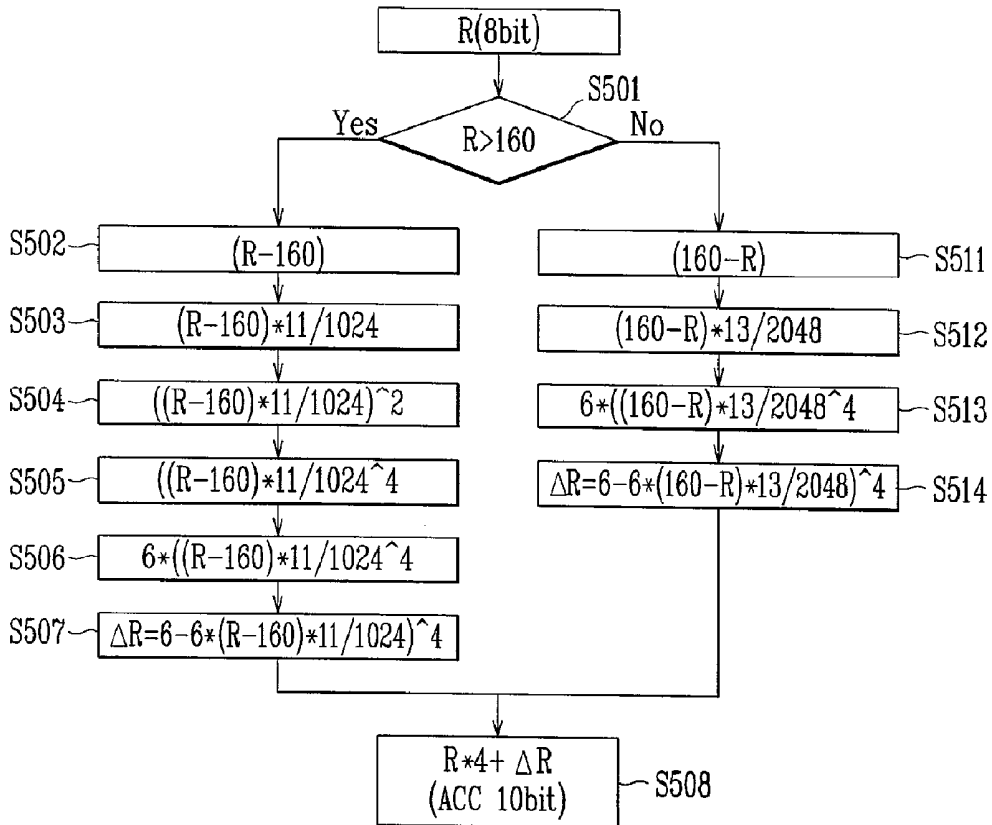 R(8bit)
S501
Yes
R>160
No
S502
(R-160)
(160-R)
S511
S503
(R-160)*11/1024
(160-R)*13/2048
S512
S504
((R-160)*11/1024)^2
6*((160-R)*13/2048^4
S513
S505
((R-160)*11/1024^4
ΔR=6-6*(160-R)*13/2048)^4
S514
S506
6*((R-160)*11/1024^4
S507
ΔR=6-6*(R-160)*11/1024)^4
R*4+ ΔR
(ACC 10bit)
S508